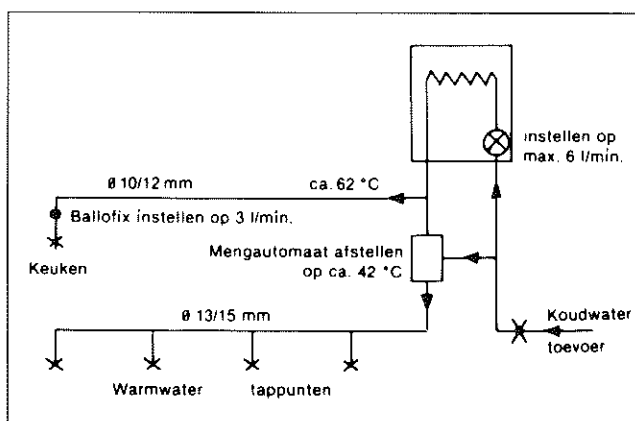 instellen op
max. 6 l/min.
ø 10/12 mm
ca. 62 °C
Ballofix instellen op 3 l/min.
Keuken
Mengautomaat afstellen
op ca. 42 °C
ø 13/15 mm
Koudwater
toevoer
Warmwater tappunten